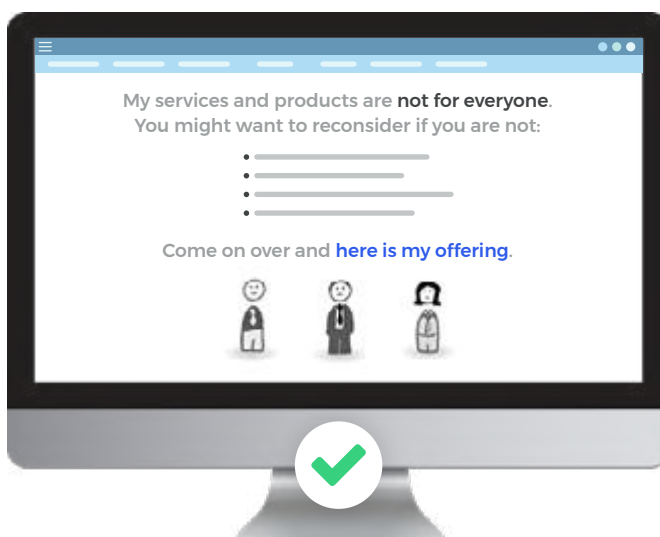 My services and products are not for everyone.
You might want to reconsider if you are not:
Come on over and here is my offering.